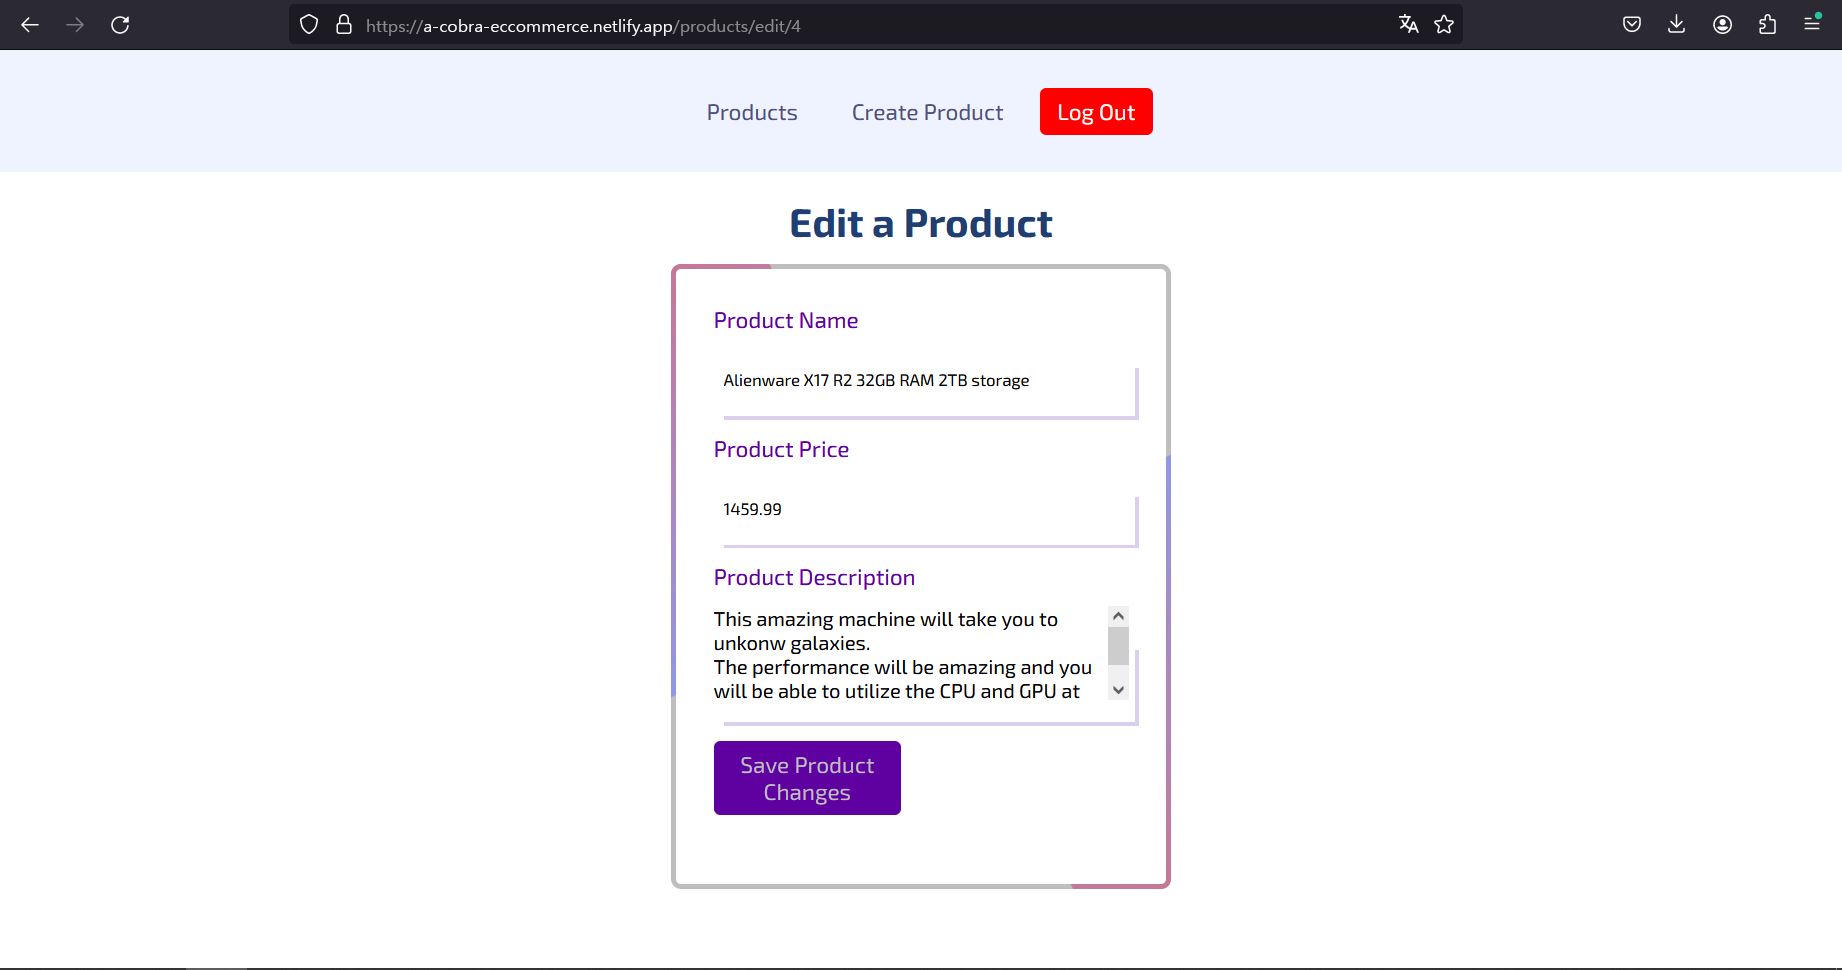 https://a-cobra-eccommerce.netlify.app/products/edit/4
Products Create Product Log Out
Edit a Product
Product Name
Alienware X17 R2 32GB RAM 2TB storage
Product Price
1459.99
Product Description
This amazing machine will take you to
unkonw galaxies.
The performance will be amazing and you
will be able to utilize the CPU and GPU at
Save Product
Changes